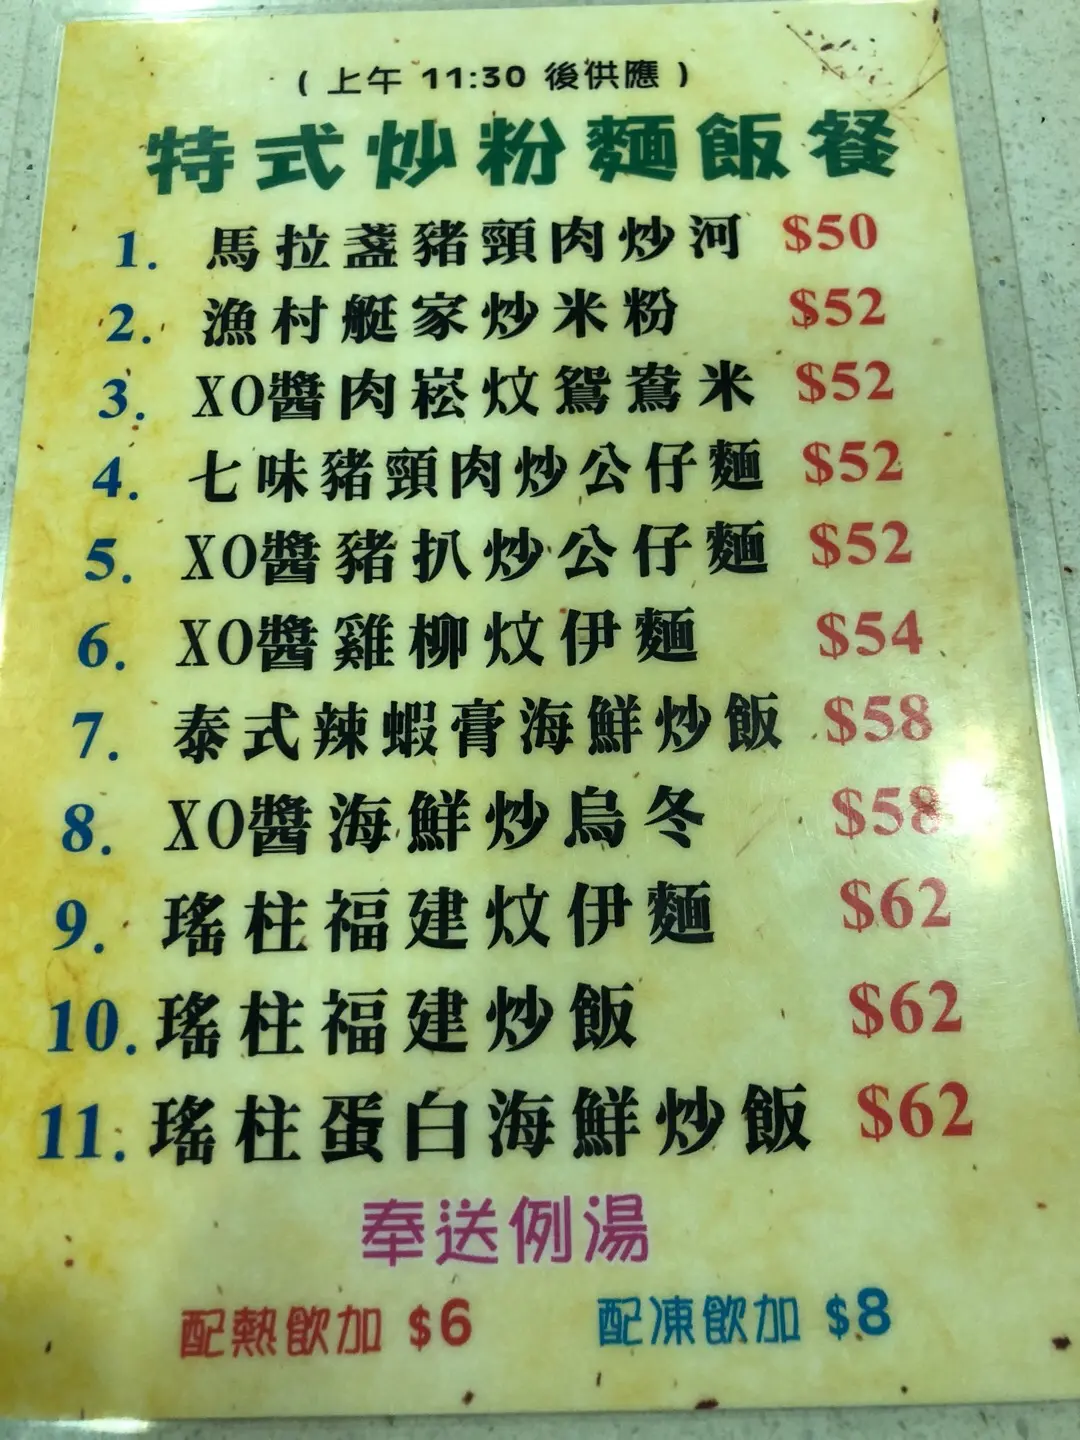 ( 上午 11:30 後供應 )
特式炒粉麵飯餐
1. 馬拉盞豬頸肉炒河 $50
2. 漁村艇家炒米粉 $52
3. XO醬肉崧炆鴛鴦米 $52
4. 七味豬頸肉炒公仔麵 $52
5. XO醬豬扒炒公仔麵 $52
6. XO醬雞柳炆伊麵 $54
7. 泰式辣蝦膏海鮮炒飯 $58
8. XO醬海鮮炒烏冬 $58
9. 瑤柱福建炆伊麵 $62
10. 瑤柱福建炒飯 $62
11. 瑤柱蛋白海鮮炒飯 $62
奉送例湯
配熱飲加 $6 配凍飲加 $8